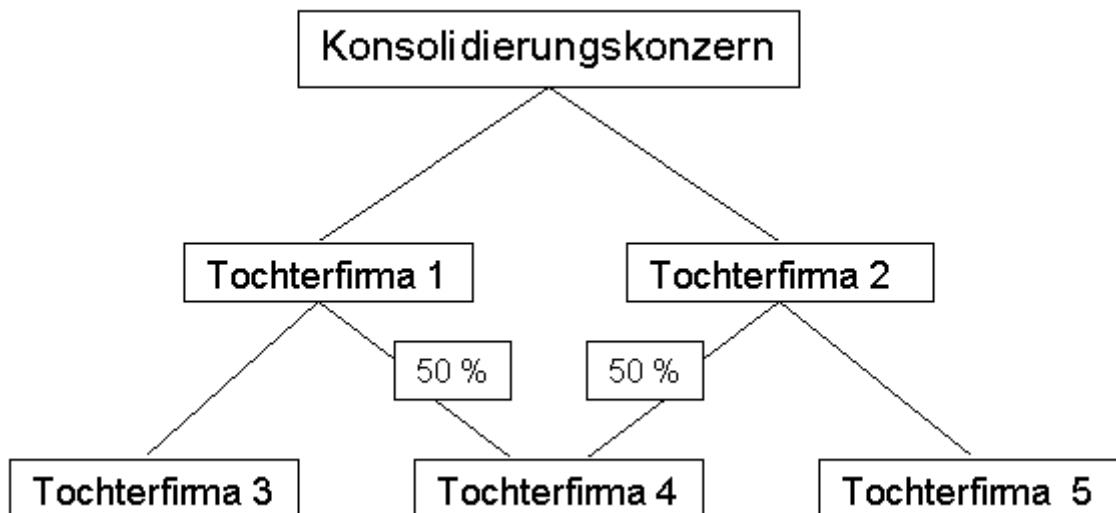 Konsolidierungskonzern
Tochterfirma 1
Tochterfirma 2
50 %
50 %
Tochterfirma 3
Tochterfirma 4
Tochterfirma 5